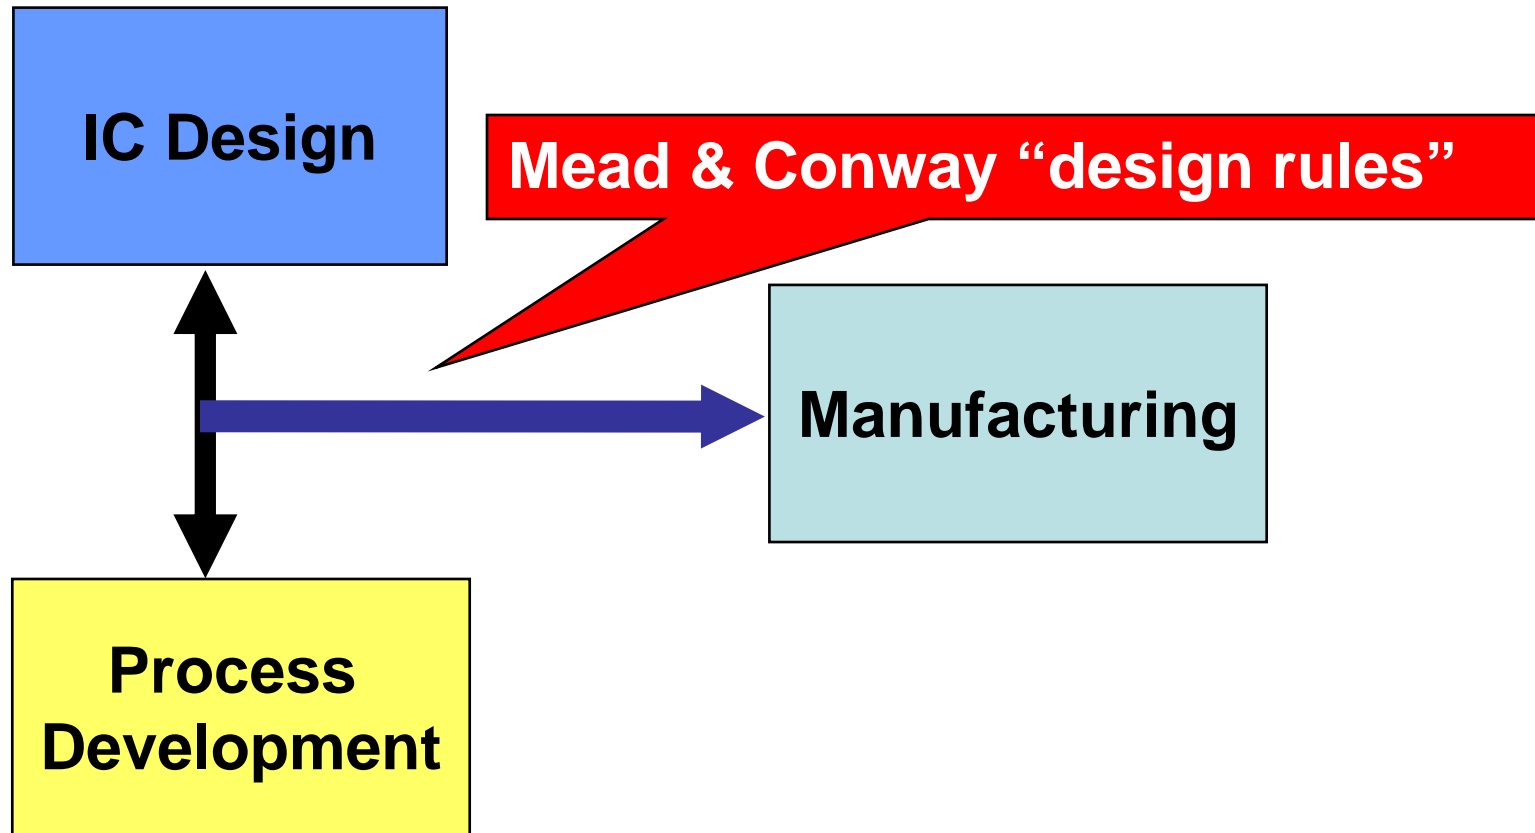 IC Design
Mead & Conway “design rules”
Manufacturing
Process
Development